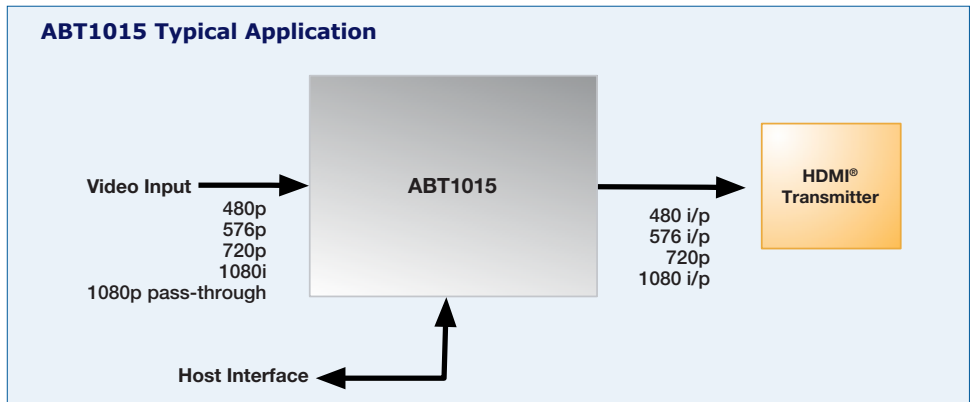 ABT1015 Typical Application
Video Input
480p
576p
720p
1080i
1080p pass-through
ABT1015
480 i/p
576 i/p
720p
1080 i/p
HDMI®
Transmitter
Host Interface